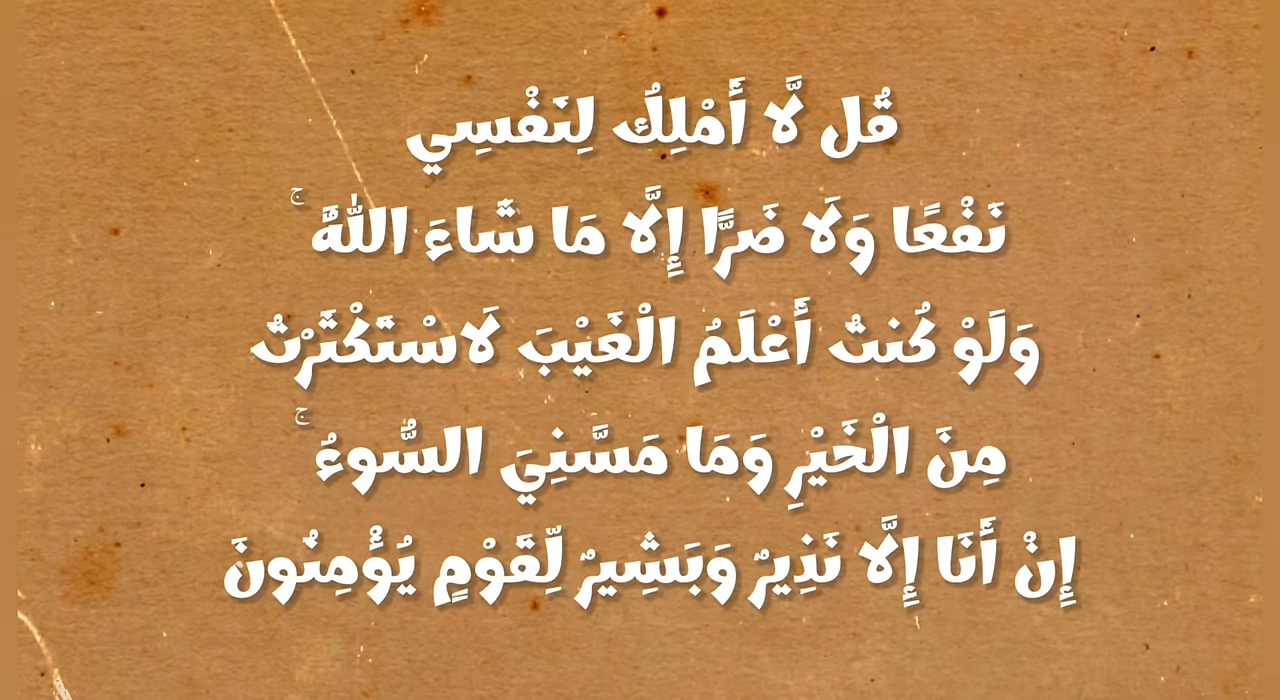 قُل لَّا أَمْلِكُ لِنَفْسِي
نَفْعًا وَلَا ضَرًّا إِلَّا مَا شَاءَ اللَّهُ ۚ
وَلَوْ كُنتُ أَعْلَمُ الْغَيْبَ لَاسْتَكْثَرْتُ
مِنَ الْخَيْرِ وَمَا مَسَّنِيَ السُّوءُ ۚ
إِنْ أَنَا إِلَّا نَذِيرٌ وَبَشِيرٌ لِّقَوْمٍ يُؤْمِنُونَ